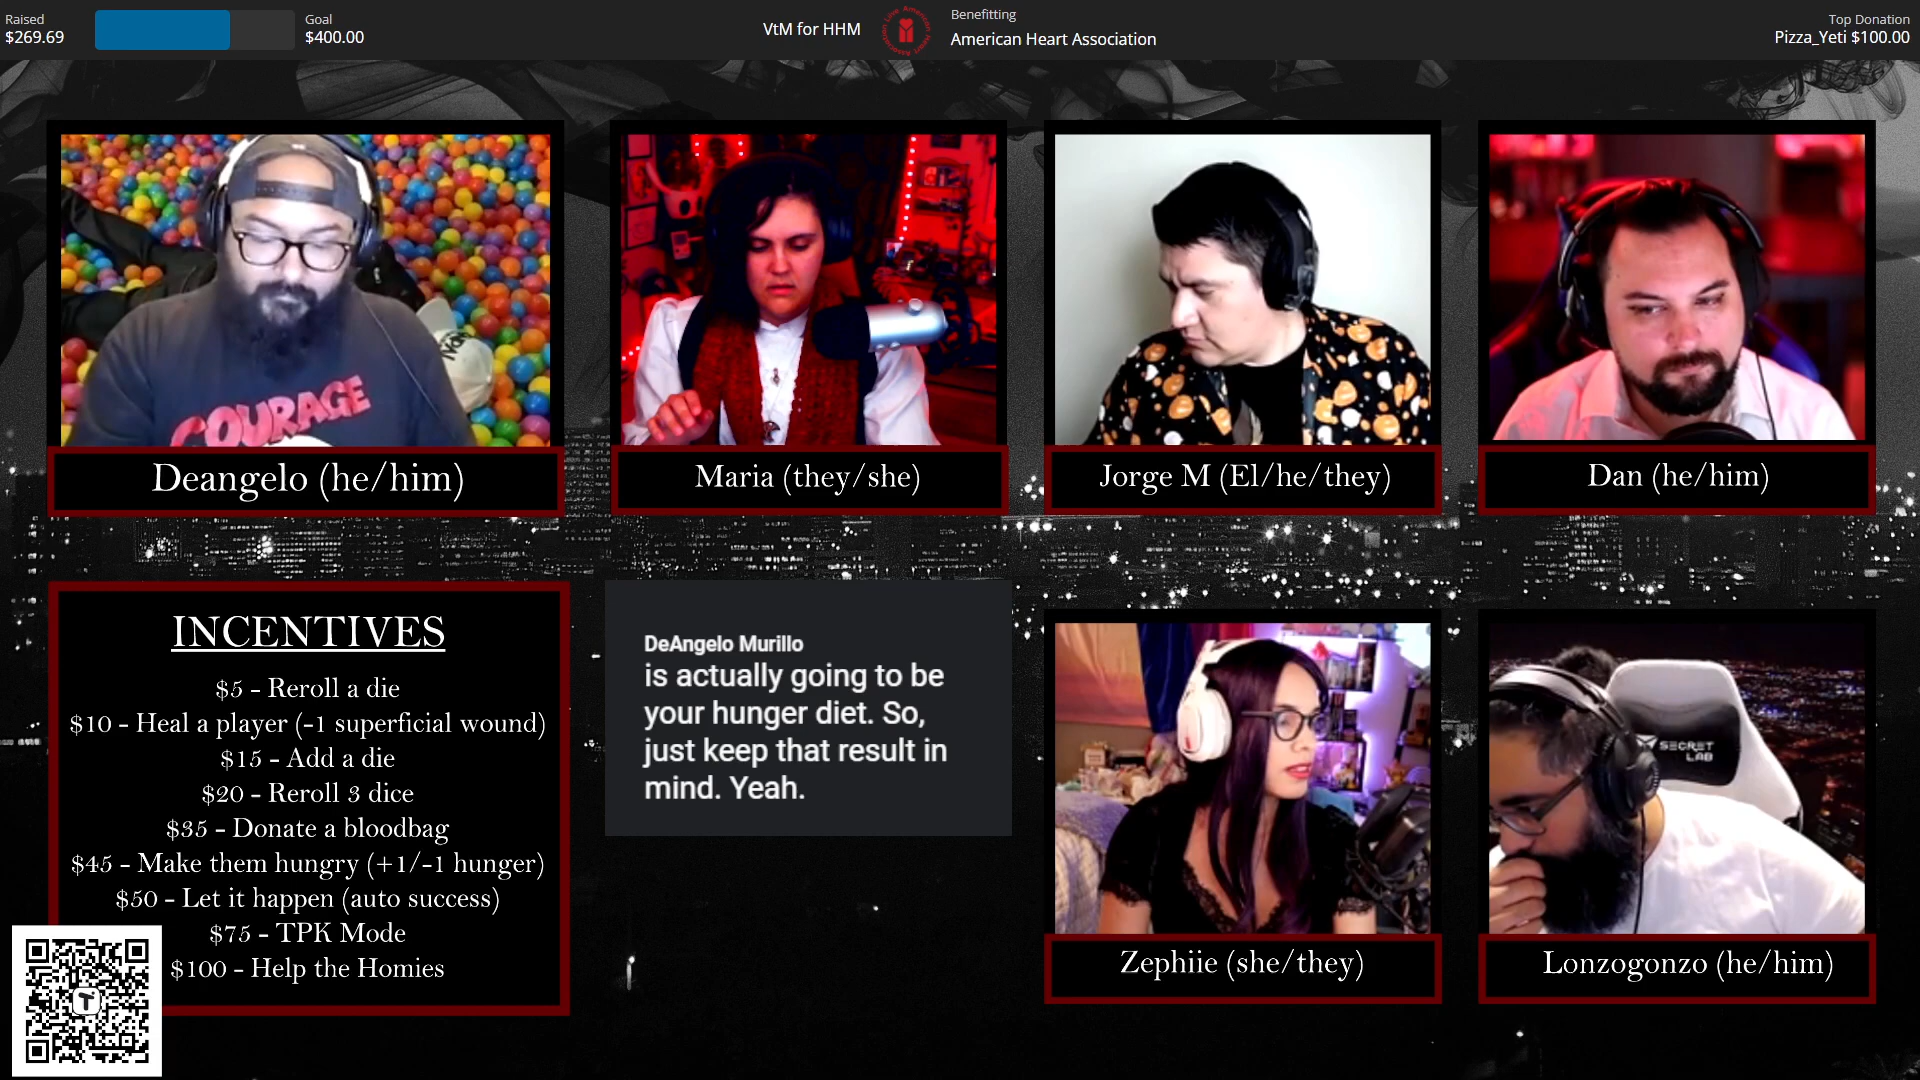 Raised
$269.69
Goal
$400.00
VtM for HHM
Benefitting
American Heart Association
Top Donation
Pizza_Yeti $100.00
COURAGE
Deangelo (he/him)
Maria (they/she)
Jorge M (El/he/they)
Dan (he/him)
INCENTIVES
$5 - Reroll a die
$10 - Heal a player (-1 superficial wound)
$15 - Add a die
$20 - Reroll 3 dice
$35 - Donate a bloodbag
$45 - Make them hungry (+1/-1 hunger)
$50 - Let it happen (auto success)
$75 - TPK Mode
$100 - Help the Homies
T
DeAngelo Murillo
is actually going to be
your hunger diet. So,
just keep that result in
mind. Yeah.
SECRET
LAB
Zephiie (she/they)
Lonzogonzo (he/him)